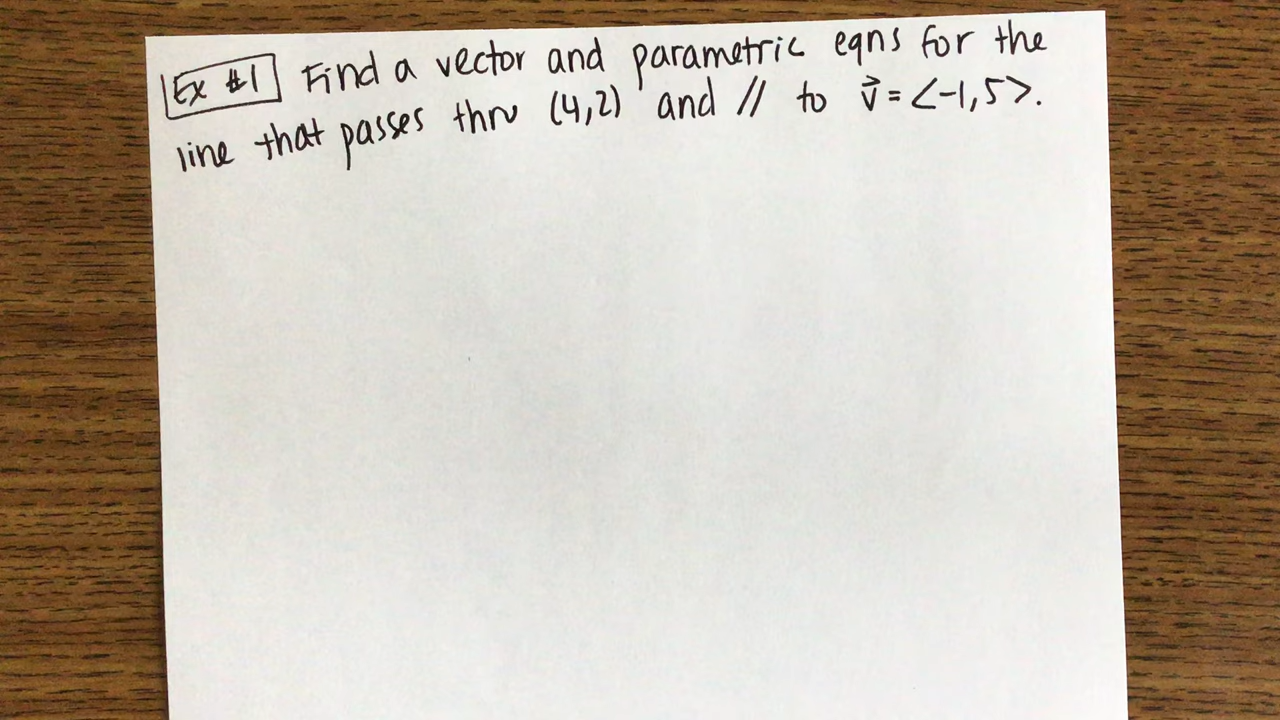 Ex #1 Find a vector and parametric eqns for the
line that passes thru (4,2) and // to v⃗ = <-1,5>.